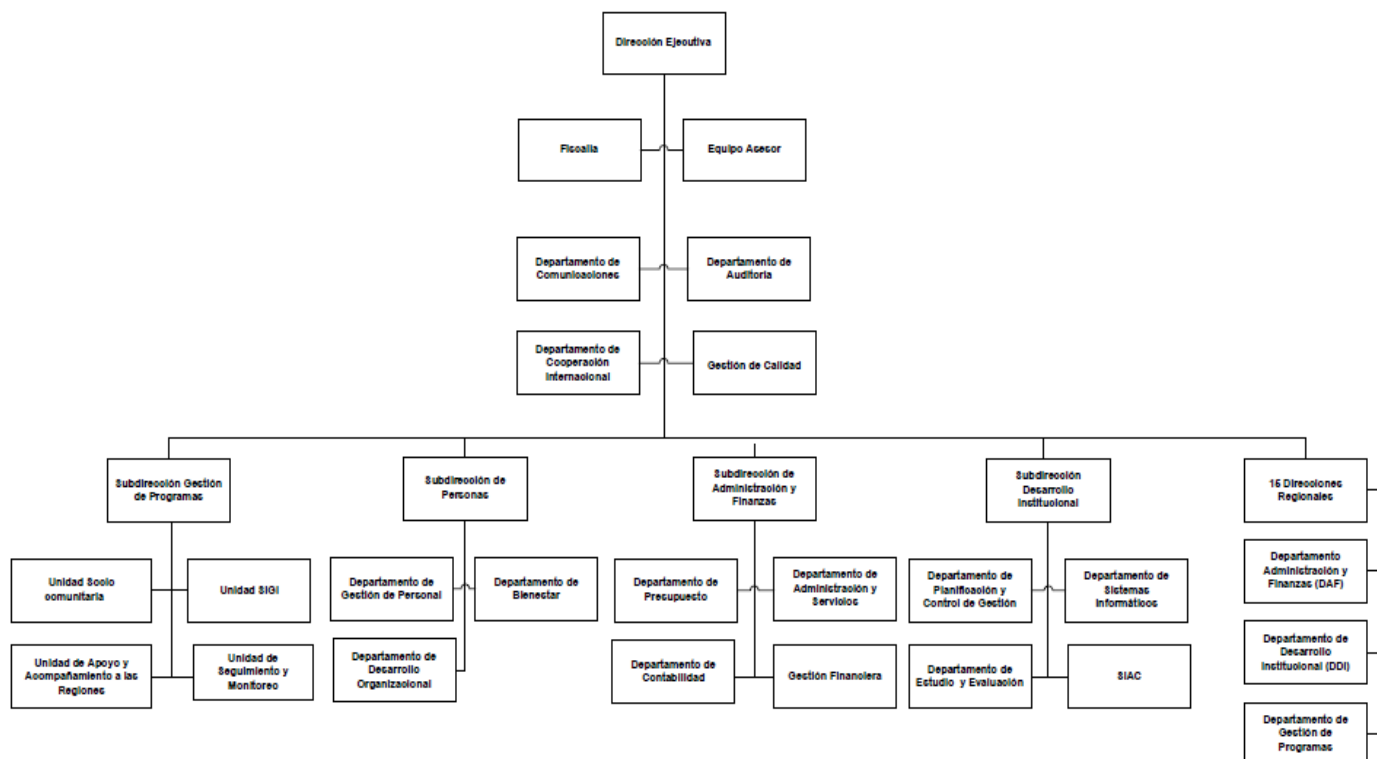 Dirección Ejecutiva
Fiscalía
Equipo Asesor
Departamento de
Comunicaciones
Departamento de
Auditoría
Departamento de
Cooperación
Internacional
Gestión de Calidad
Subdirección Gestión
de Programas
Subdirección de
Personas
Subdirección de
Administración y
Finanzas
Subdirección
Desarrollo
Institucional
15 Direcciones
Regionales
Unidad Socio
comunitaria
Unidad SIGI
Departamento de
Gestión de Personal
Departamento de
Bienestar
Departamento de
Presupuesto
Departamento de
Administración y
Servicios
Departamento de
Planificación y
Control de Gestión
Departamento de
Sistemas
Informáticos
Departamento
Administración y
Finanzas (DAF)
Unidad de Apoyo y
Acompañamiento a las
Regiones
Unidad de
Seguimiento y
Monitoreo
Departamento de
Desarrollo
Organizacional
Departamento de
Contabilidad
Gestión Financiera
Departamento de
Estudio y Evaluación
SIAC
Departamento de
Desarrollo
Institucional (DDI)
Departamento de
Gestión de
Programas